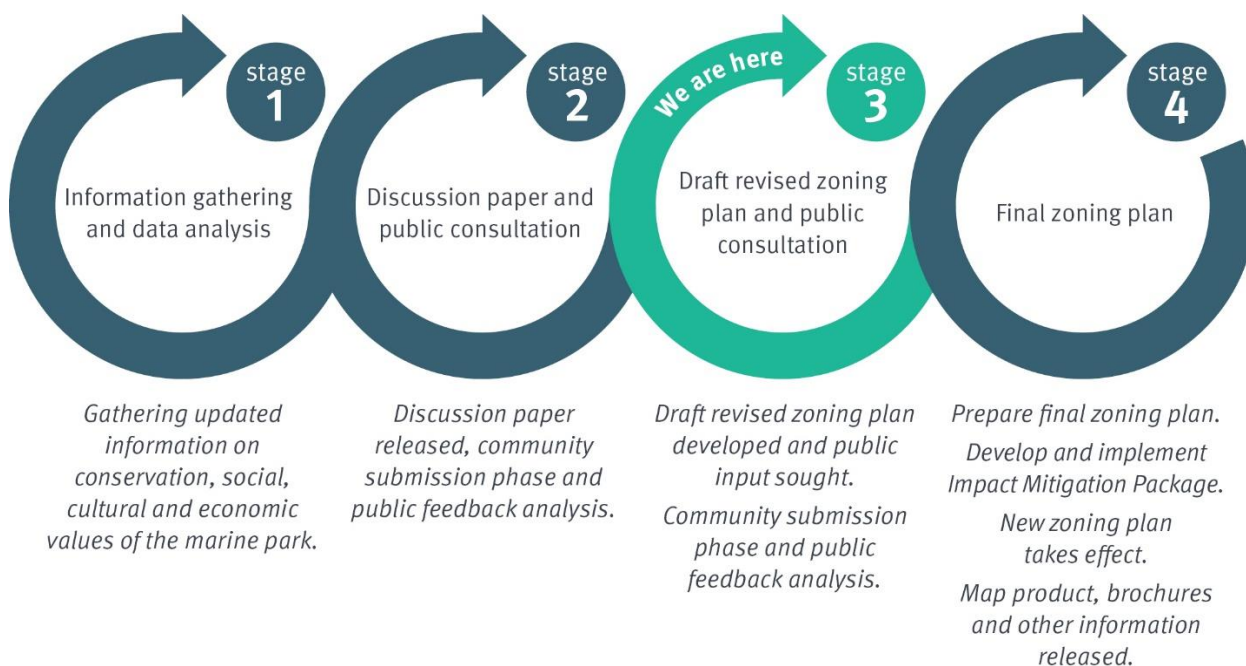 stage
1
Information gathering
and data analysis
Gathering updated
information on
conservation, social,
cultural and economic
values of the marine park.
stage
2
Discussion paper and
public consultation
Discussion paper
released, community
submission phase and
public feedback analysis.
We are here
stage
3
Draft revised zoning
plan and public
consultation
Draft revised zoning plan
developed and public
input sought.
Community submission
phase and public
feedback analysis.
stage
4
Final zoning plan
Prepare final zoning plan.
Develop and implement
Impact Mitigation Package.
New zoning plan
takes effect.
Map product, brochures
and other information
released.